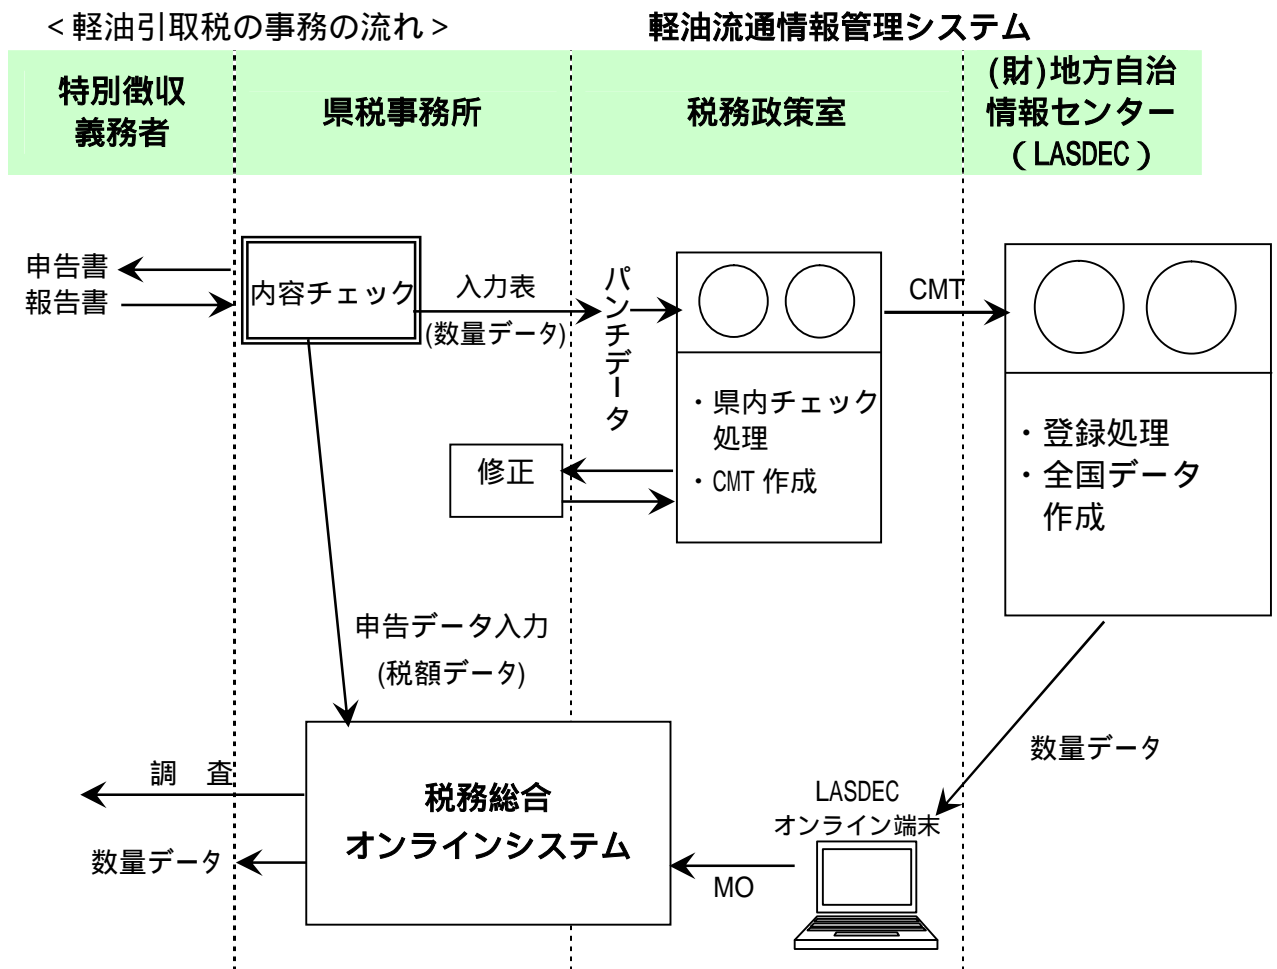 <軽油引取税の事務の流れ>
軽油流通情報管理システム
特別徴収
義務者
県税事務所
税務政策室
(財)地方自治
情報センター
(LASDEC)
申告書
報告書
内容チェック
入力表
(数量データ)
パンチデータ
・県内チェック
処理
・CMT 作成
CMT
・登録処理
・全国データ
作成
修正
申告データ入力
(税額データ)
調 査
数量データ
税務総合
オンラインシステム
MO
LASDEC
オンライン端末
数量データ